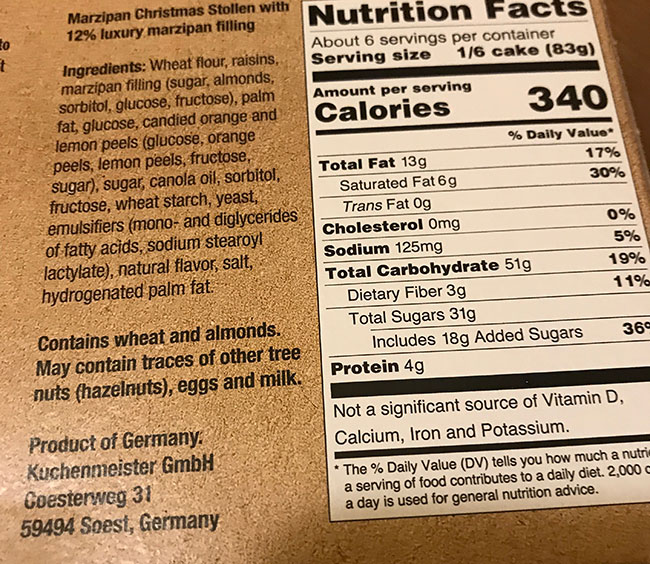 to
t
Marzipan Christmas Stollen with
12% luxury marzipan filling
Ingredients: Wheat flour, raisins,
marzipan filling (sugar, almonds,
sorbitol, glucose, fructose), palm
fat, glucose, candied orange and
lemon peels (glucose, orange
peels, lemon peels, fructose,
sugar), sugar, canola oil, sorbitol,
fructose, wheat starch, yeast,
emulsifiers (mono- and diglycerides
of fatty acids, sodium stearoyl
lactylate), natural flavor, salt,
hydrogenated palm fat.
Contains wheat and almonds.
May contain traces of other tree
nuts (hazelnuts), eggs and milk.
Product of Germany.
Kuchenmeister GmbH
Coesterweg 31
59494 Soest, Germany
Nutrition Facts
About 6 servings per container
Serving size 1/6 cake (83g)
Amount per serving
Calories 340
% Daily Value*
Total Fat 13g 17%
Saturated Fat 6g 30%
Trans Fat 0g
Cholesterol 0mg 0%
Sodium 125mg 5%
Total Carbohydrate 51g 19%
Dietary Fiber 3g 11%
Total Sugars 31g
Includes 18g Added Sugars 36
Protein 4g
Not a significant source of Vitamin D,
Calcium, Iron and Potassium.
* The % Daily Value (DV) tells you how much a nutri
a serving of food contributes to a daily diet. 2,000 c
a day is used for general nutrition advice.